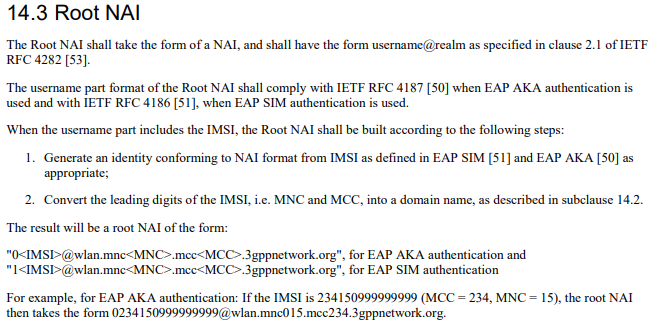 14.3 Root NAI
The Root NAI shall take the form of a NAI, and shall have the form username@realm as specified in clause 2.1 of IETF
RFC 4282 [53].
The username part format of the Root NAI shall comply with IETF RFC 4187 [50] when EAP AKA authentication is
used and with IETF RFC 4186 [51], when EAP SIM authentication is used.
When the username part includes the IMSI, the Root NAI shall be built according to the following steps:
1. Generate an identity conforming to NAI format from IMSI as defined in EAP SIM [51] and EAP AKA [50] as
appropriate;
2. Convert the leading digits of the IMSI, i.e. MNC and MCC, into a domain name, as described in subclause 14.2.
The result will be a root NAI of the form:
"0<IMSI>@wlan.mnc<MNC>.mcc<MCC>.3gppnetwork.org", for EAP AKA authentication and
"1<IMSI>@wlan.mnc<MNC>.mcc<MCC>.3gppnetwork.org", for EAP SIM authentication
For example, for EAP AKA authentication: If the IMSI is 234150999999999 (MCC = 234, MNC = 15), the root NAI
then takes the form 0234150999999999@wlan.mnc015.mcc234.3gppnetwork.org.